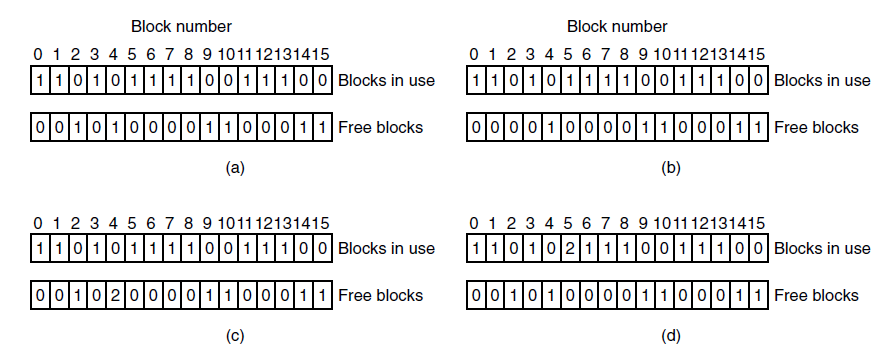 Block number
0 1 2 3 4 5 6 7 8 9 10 11 12 13 14 15
1 1 0 1 0 1 1 1 1 0 0 1 1 1 0 0 Blocks in use
0 0 1 0 1 0 0 0 0 1 1 0 0 0 1 1 Free blocks
(a)
Block number
0 1 2 3 4 5 6 7 8 9 10 11 12 13 14 15
1 1 0 1 0 1 1 1 1 0 0 1 1 1 0 0 Blocks in use
0 0 0 0 1 0 0 0 0 1 1 0 0 0 1 1 Free blocks
(b)
0 1 2 3 4 5 6 7 8 9 10 11 12 13 14 15
1 1 0 1 0 1 1 1 1 0 0 1 1 1 0 0 Blocks in use
0 0 1 0 2 0 0 0 0 1 1 0 0 0 1 1 Free blocks
(c)
0 1 2 3 4 5 6 7 8 9 10 11 12 13 14 15
1 1 0 1 0 2 1 1 1 0 0 1 1 1 0 0 Blocks in use
0 0 1 0 1 0 0 0 0 1 1 0 0 0 1 1 Free blocks
(d)